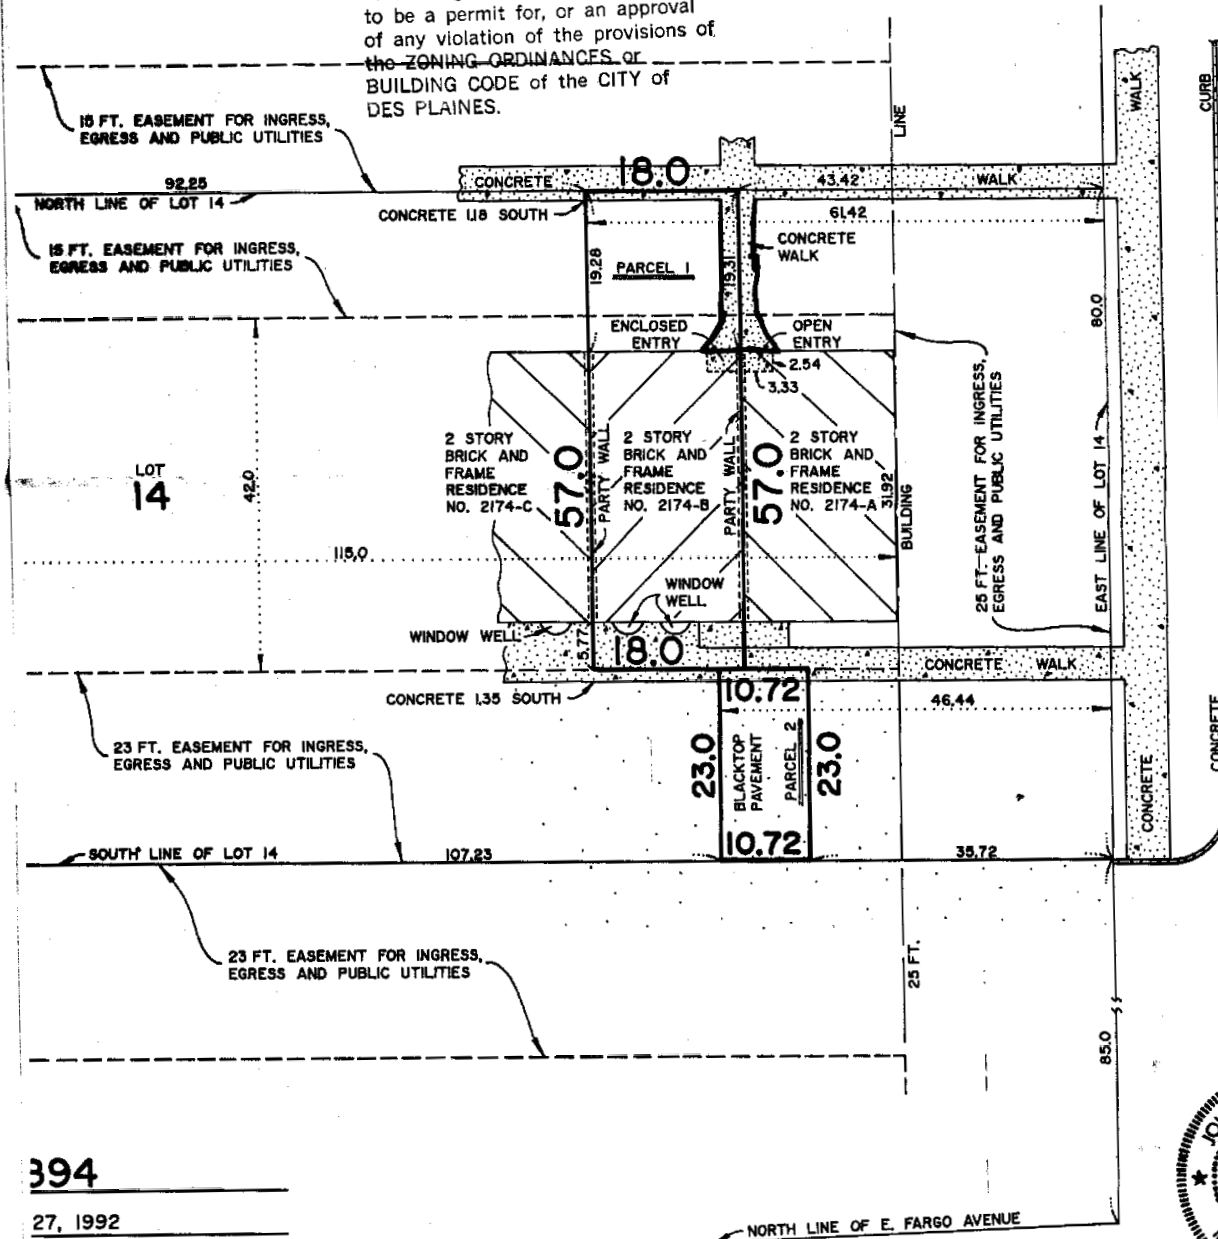 to be a permit for, or an approval
of any violation of the provisions of
the ZONING ORDINANCES or
BUILDING CODE of the CITY of
DES PLAINES.
LINE
WALK
CURB
15 FT. EASEMENT FOR INGRESS,
EGRESS AND PUBLIC UTILITIES
92.25
NORTH LINE OF LOT 14
CONCRETE
18.0
43.42
WALK
CONCRETE 1.18 SOUTH
61.42
15 FT. EASEMENT FOR INGRESS,
EGRESS AND PUBLIC UTILITIES
19.28
PARCEL 1
19.31
CONCRETE
WALK
80.0
ENCLOSED
ENTRY
OPEN
ENTRY
2.54
3.33
25 FT. EASEMENT FOR INGRESS,
EGRESS AND PUBLIC UTILITIES
EAST LINE OF LOT 14
LOT
14
42.0
2 STORY
BRICK AND
FRAME
RESIDENCE
NO. 2174-C
57.0
PARTY WALL
2 STORY
BRICK AND
FRAME
RESIDENCE
NO. 2174-B
PARTY WALL
57.0
2 STORY
BRICK AND
FRAME
RESIDENCE
NO. 2174-A
31.92
BUILDING
115.0
WINDOW
WELL
WINDOW WELL
5.77
18.0
CONCRETE WALK
CONCRETE 1.35 SOUTH
10.72
46.44
23 FT. EASEMENT FOR INGRESS,
EGRESS AND PUBLIC UTILITIES
23.0
BLACKTOP
PAVEMENT
PARCEL 2
23.0
CONCRETE
CONCRETE
SOUTH LINE OF LOT 14
107.23
10.72
35.72
23 FT. EASEMENT FOR INGRESS,
EGRESS AND PUBLIC UTILITIES
25 FT.
85.0
394
27, 1992
NORTH LINE OF E. FARGO AVENUE